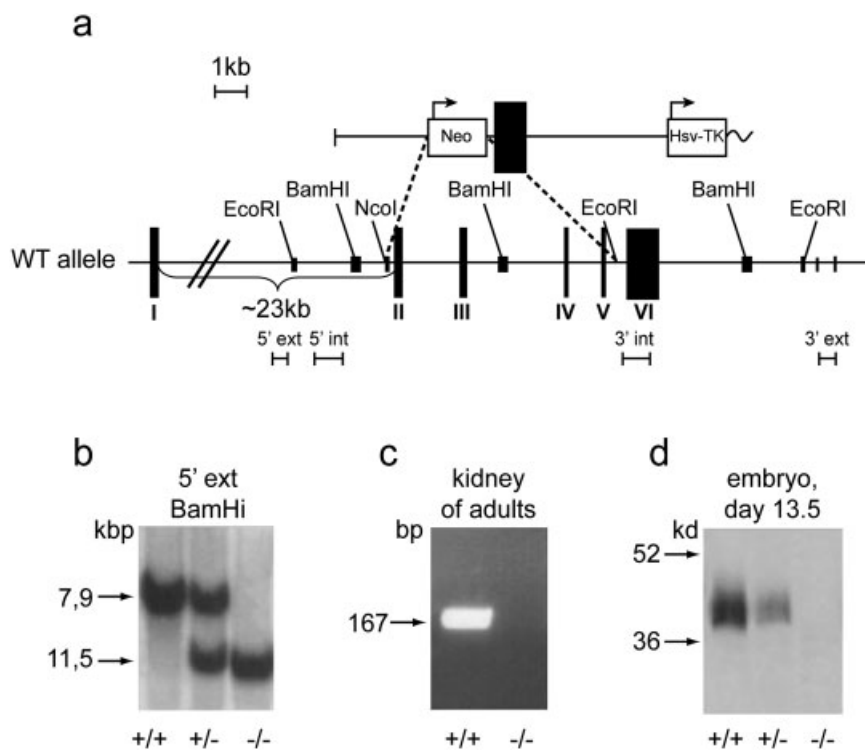 a
1kb
Neo
Hsv-TK
BamHI
NcoI
EcoRI
BamHI
EcoRI
BamHI
EcoRI
WT allele
~23kb
I
II
III
IV
V
VI
5' ext
5' int
3' int
3' ext
b
5' ext
BamHi
kbp
7,9
11,5
+/+ +/- -/-
c
kidney
of adults
bp
167
+/+ -/-
d
embryo,
day 13.5
kd
52
36
+/+ +/- -/-